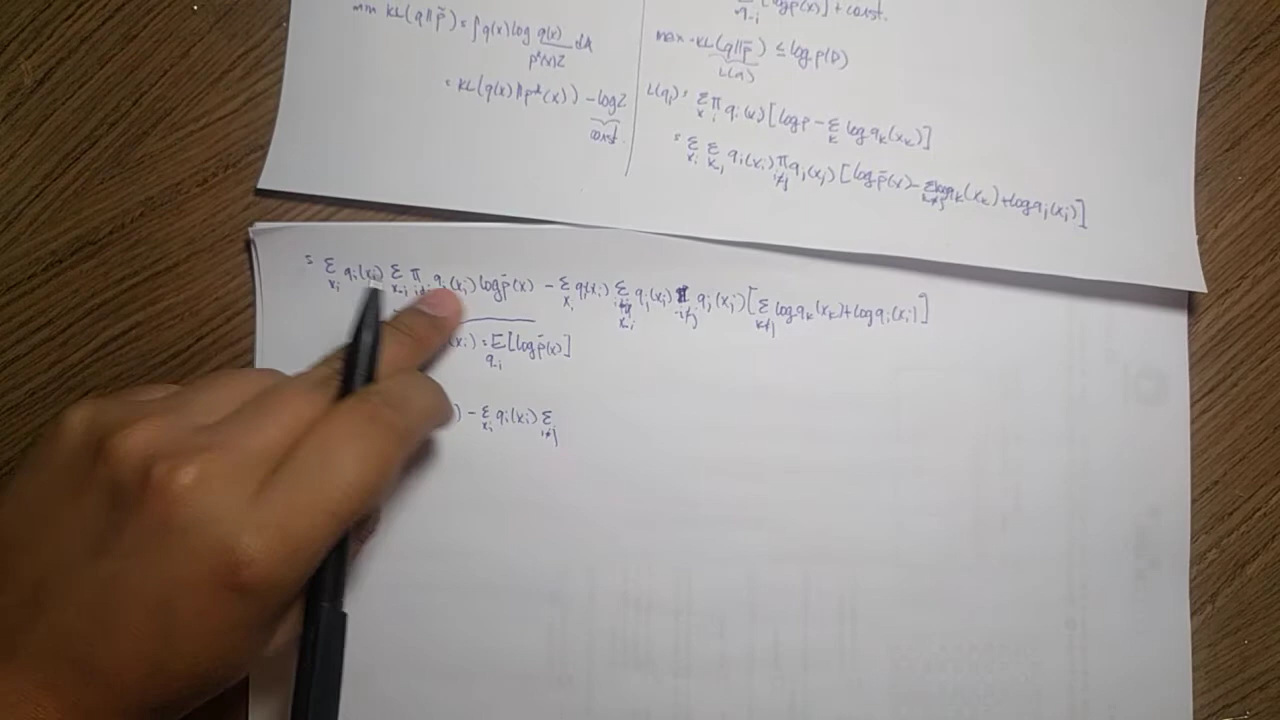 min KL(q||p̃) = ∫q(x) log q(x)/p*(x)Z dx
= KL(q(x)||p*(x)) - log Z
const.
q-i
log p(x)] + const.
max -KL(q||p̃) ≤ log p(D)
L(q)
L(qj) = Σx Πi qi(x) [log p̃ - Σk log qk(xk)]
= Σxj Σx-j qj(xj) Πi≠j qi(xi) [log p̃(x) - Σk≠j log qk(xk) + log qj(xj)]
= Σxj qj(xj) Σx-j Πi≠j qi(xi) log p̃(x) - Σxj qj(xj) Σx-j Πi≠j qi(xi) [Σk≠j log qk(xk) + log qj(xj)]
(xj) = E q-j [log p̃(x)]
) - Σxj qj(xj) Σi≠j